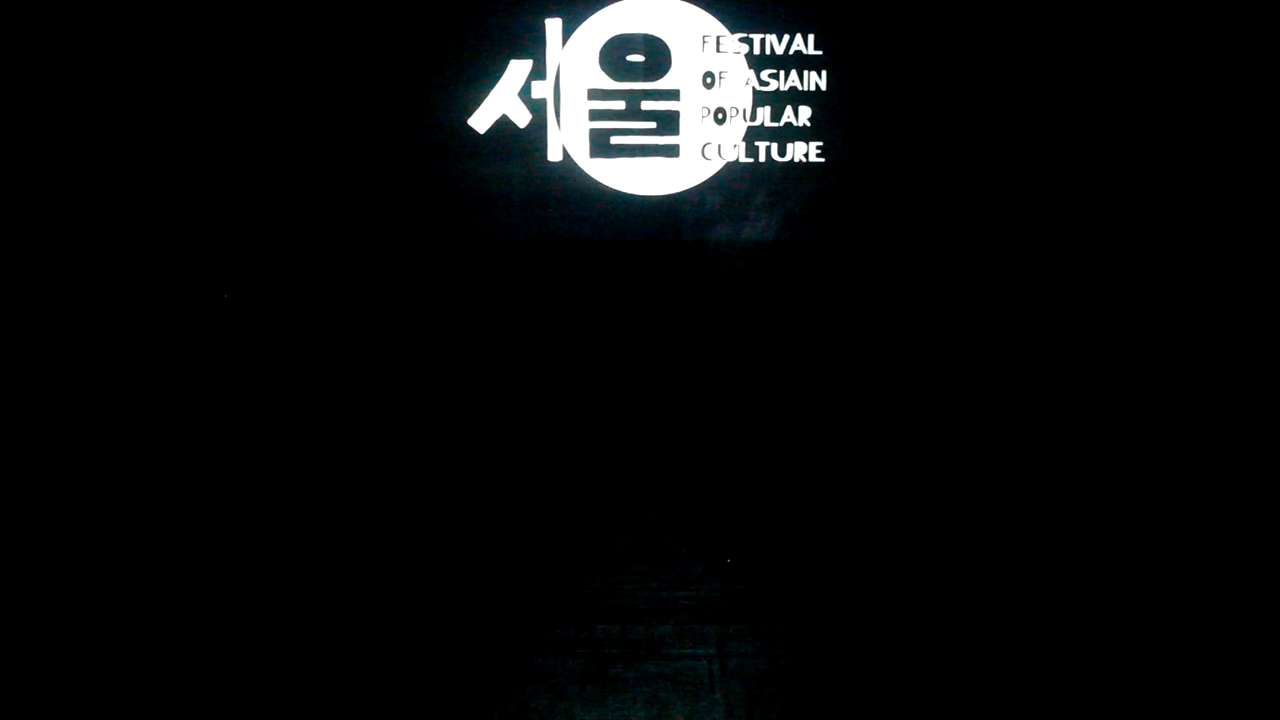 서울
FESTIVAL
OF ASIAIN
POPULAR
CULTURE